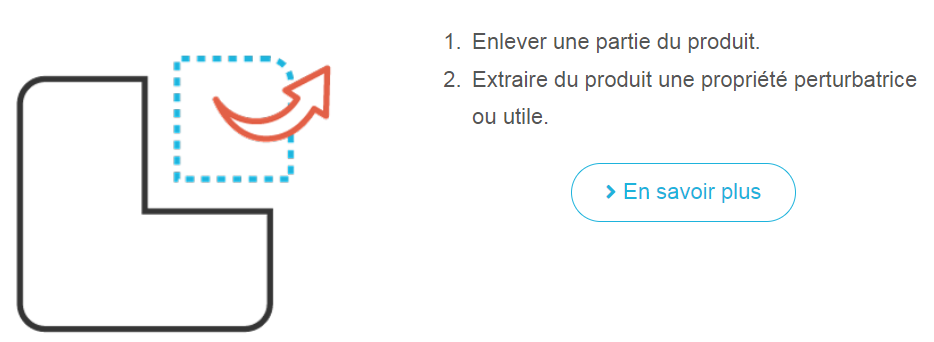 1. Enlever une partie du produit.
2. Extraire du produit une propriété perturbatrice
ou utile.
En savoir plus